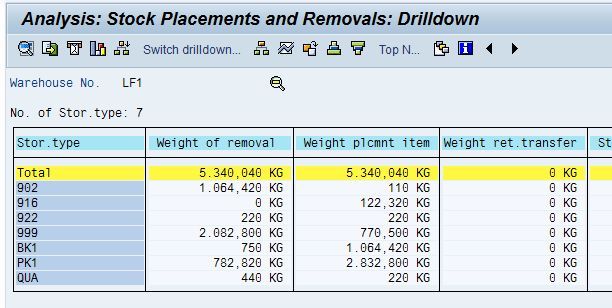 Analysis: Stock Placements and Removals: Drilldown
Switch drilldown... Top N...
Warehouse No. LF1
No. of Stor.type: 7
Stor.type Weight of removal Weight plcmnt item Weight ret.transfer St
Total 5.340,040 KG 5.340,040 KG 0 KG
902 1.064,420 KG 110 KG 0 KG
916 0 KG 122,320 KG 0 KG
922 220 KG 220 KG 0 KG
999 2.082,800 KG 770,500 KG 0 KG
BK1 750 KG 1.064,420 KG 0 KG
PK1 782,820 KG 2.832,800 KG 0 KG
QUA 440 KG 220 KG 0 KG